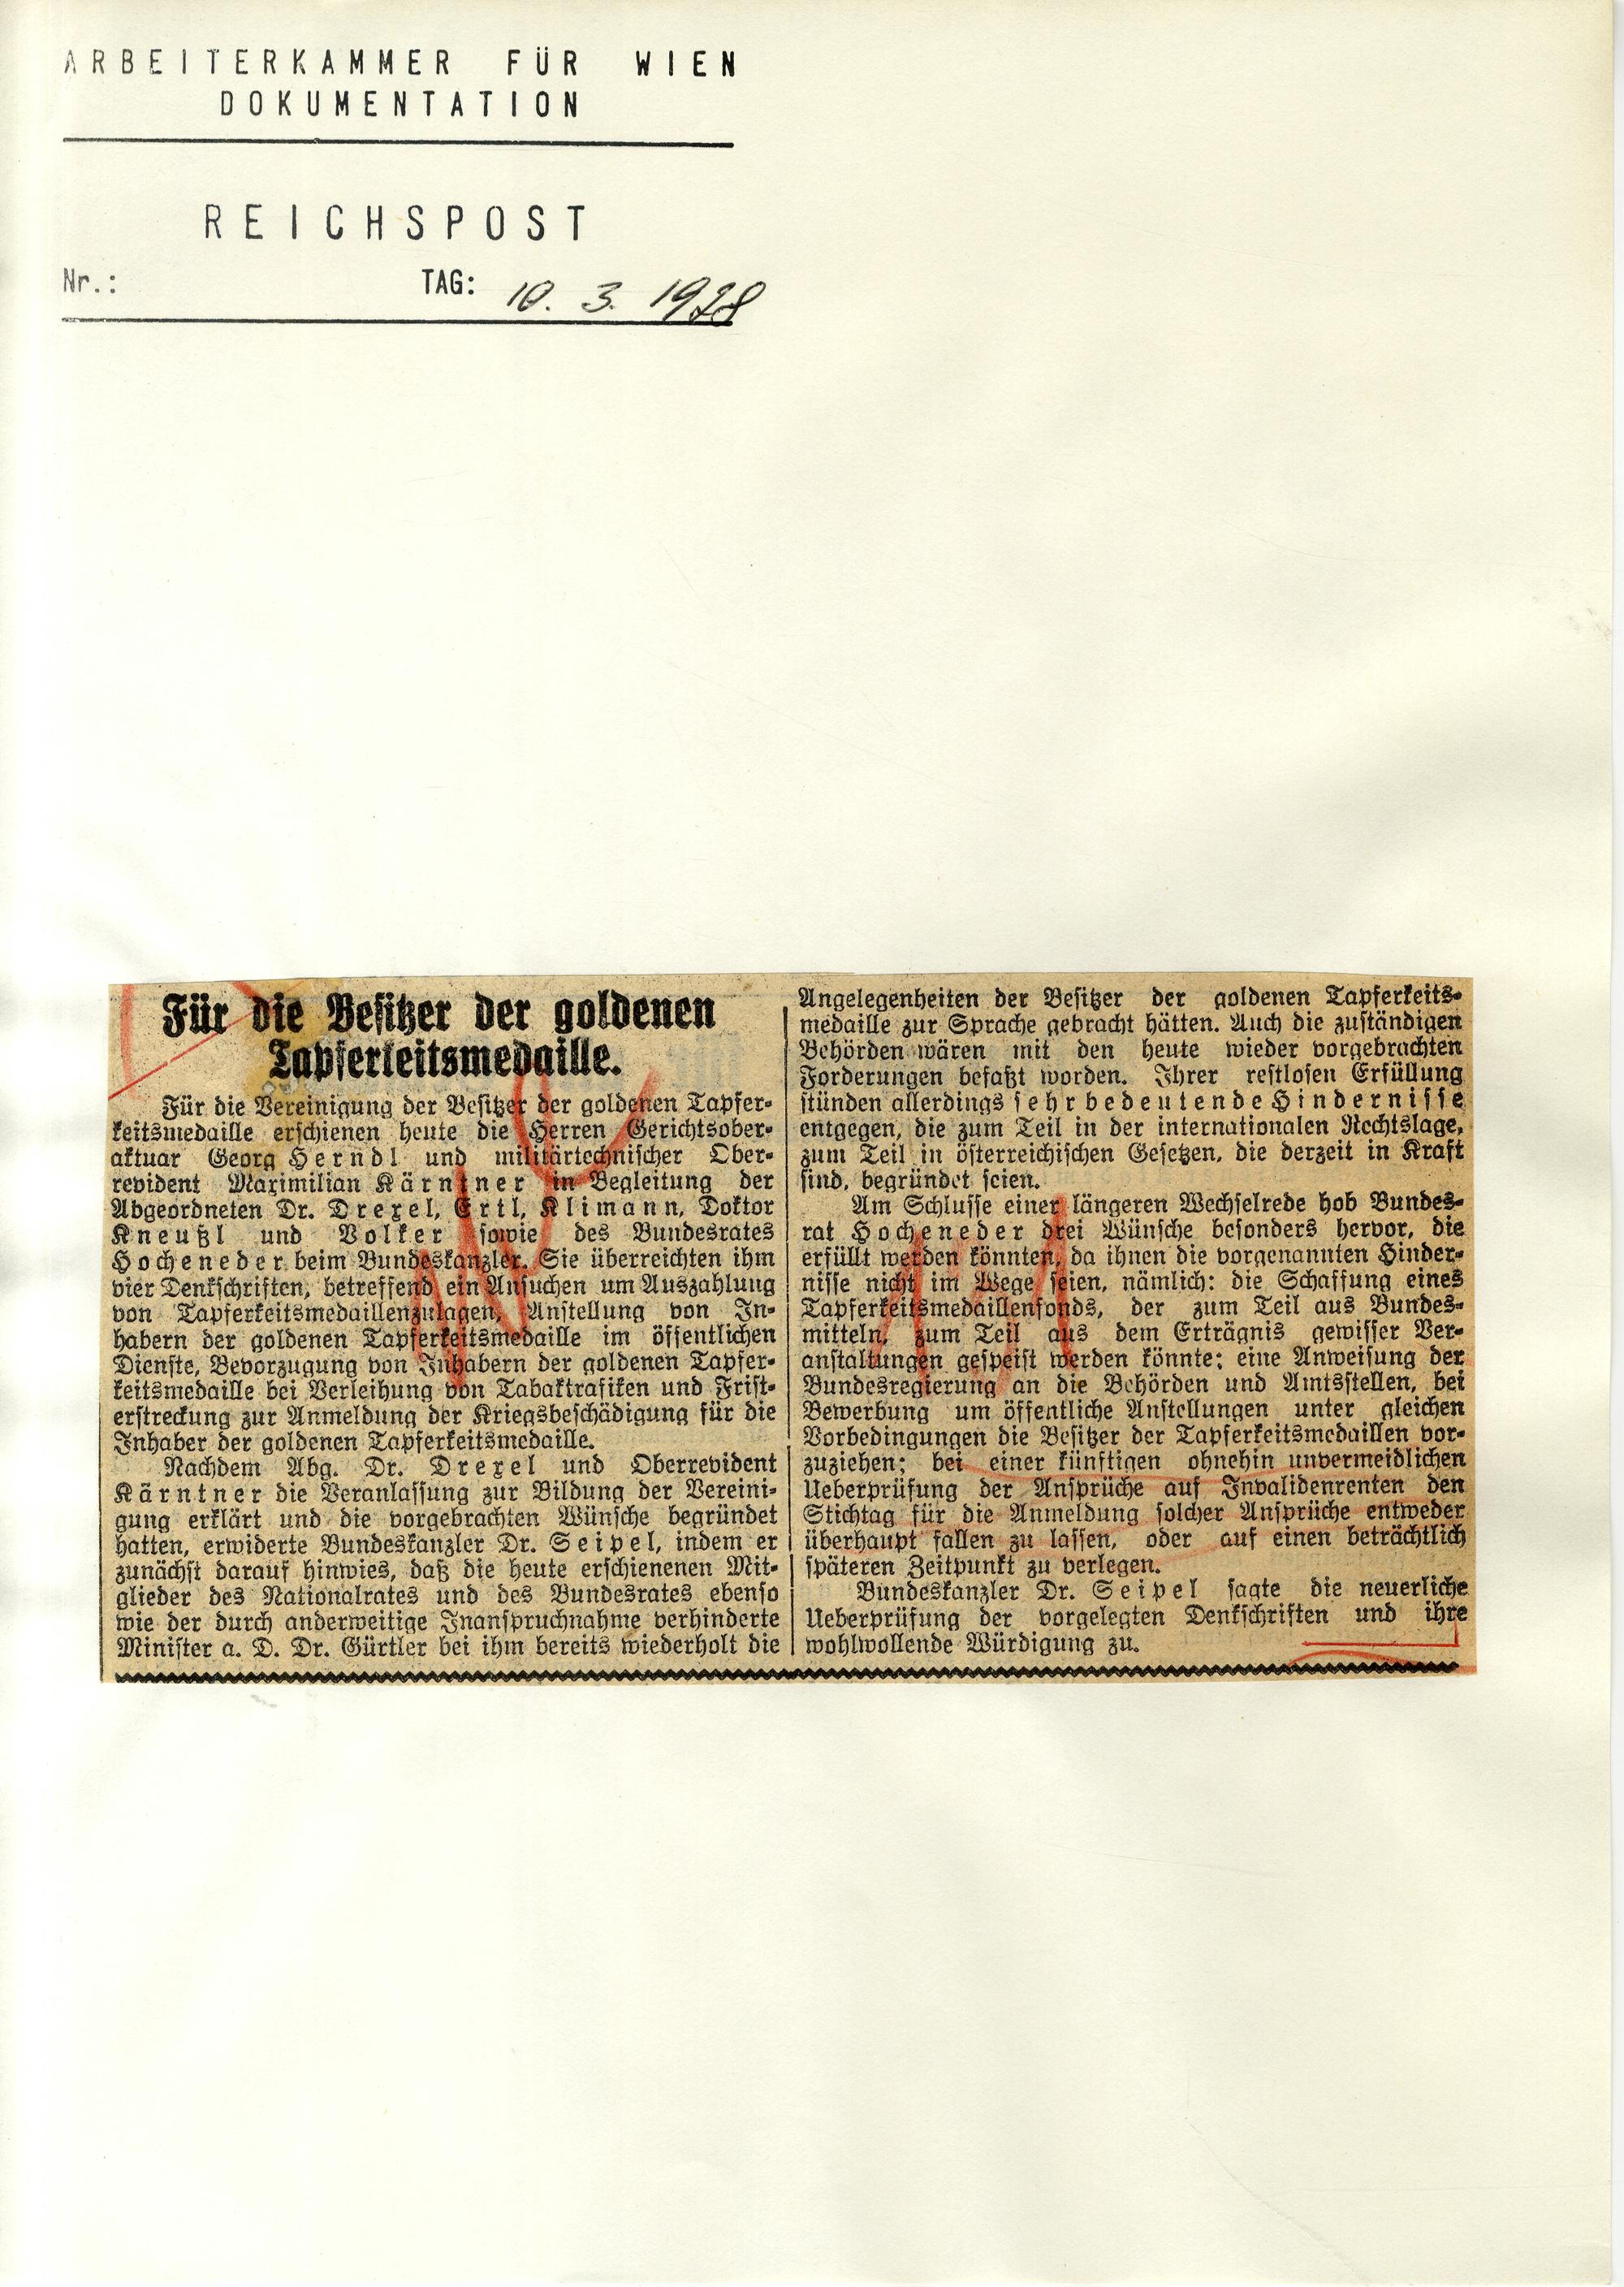 ARBEITERKAMMER FÜR WIEN
DOKUMENTATION
REICHSPOST
Nr.: TAG: 10. 3. 1928
Für die Besitzer der goldenen
Tapferkeitsmedaille.
Für die Vereinigung der Besitzer der goldenen Tapfer-
keitsmedaille erschienen heute die Herren Gerichtsober-
aktuar Georg Herndl und militärtechnischer Ober-
revident Maximilian Kärntner in Begleitung der
Abgeordneten Dr. Drexel, Ertl, Klimann, Doktor
Kneußl und Volker sowie des Bundesrates
Hocheneder beim Bundeskanzler. Sie überreichten ihm
vier Denkschriften, betreffend ein Ansuchen um Auszahlung
von Tapferkeitsmedaillenzulagen, Anstellung von In-
habern der goldenen Tapferkeitsmedaille im öffentlichen
Dienste, Bevorzugung von Inhabern der goldenen Tapfer-
keitsmedaille bei Verleihung von Tabaktrafiken und Frist-
erstreckung zur Anmeldung der Kriegsbeschädigung für die
Inhaber der goldenen Tapferkeitsmedaille.
Nachdem Abg. Dr. Drexel und Oberrevident
Kärntner die Veranlassung zur Bildung der Vereini-
gung erklärt und die vorgebrachten Wünsche begründet
hatten, erwiderte Bundeskanzler Dr. Seipel, indem er
zunächst darauf hinwies, daß die heute erschienenen Mit-
glieder des Nationalrates und des Bundesrates ebenso
wie der durch anderweitige Inanspruchnahme verhinderte
Minister a. D. Dr. Gürtler bei ihm bereits wiederholt die
Angelegenheiten der Besitzer der goldenen Tapferkeits-
medaille zur Sprache gebracht hätten. Auch die zuständigen
Behörden wären mit den heute wieder vorgebrachten
Forderungen befaßt worden. Ihrer restlosen Erfüllung
stünden allerdings sehr bedeutende Hindernisse
entgegen, die zum Teil in der internationalen Rechtslage,
zum Teil in österreichischen Gesetzen, die derzeit in Kraft
sind, begründet seien.
Am Schlusse einer längeren Wechselrede hob Bundes-
rat Hocheneder drei Wünsche besonders hervor, die
erfüllt werden könnten, da ihnen die vorgenannten Hinder-
nisse nicht im Wege seien, nämlich: die Schaffung eines
Tapferkeitsmedaillenfonds, der zum Teil aus Bundes-
mitteln, zum Teil aus dem Erträgnis gewisser Ver-
anstaltungen gespeist werden könnte; eine Anweisung der
Bundesregierung an die Behörden und Amtsstellen, bei
Bewerbung um öffentliche Anstellungen unter gleichen
Vorbedingungen die Besitzer der Tapferkeitsmedaillen vor-
zuziehen; bei einer künftigen ohnehin unvermeidlichen
Ueberprüfung der Ansprüche auf Invalidenrenten den
Stichtag für die Anmeldung solcher Ansprüche entweder
überhaupt fallen zu lassen, oder auf einen beträchtlich
späteren Zeitpunkt zu verlegen.
Bundeskanzler Dr. Seipel sagte die neuerliche
Ueberprüfung der vorgelegten Denkschriften und ihre
wohlwollende Würdigung zu.